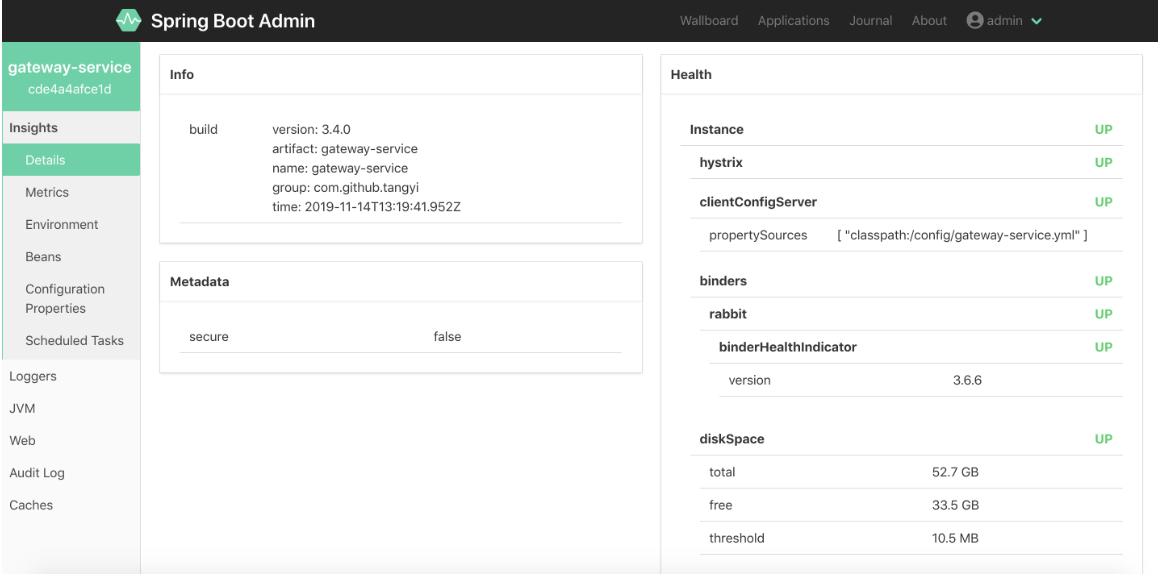 Spring Boot Admin
Wallboard Applications Journal About admin
gateway-service
cde4a4afce1d
Insights
Details
Metrics
Environment
Beans
Configuration
Properties
Scheduled Tasks
Loggers
JVM
Web
Audit Log
Caches
Info
build version: 3.4.0
artifact: gateway-service
name: gateway-service
group: com.github.tangyi
time: 2019-11-14T13:19:41.952Z
Metadata
secure false
Health
Instance UP
hystrix UP
clientConfigServer UP
propertySources [ "classpath:/config/gateway-service.yml" ]
binders UP
rabbit UP
binderHealthIndicator UP
version 3.6.6
diskSpace UP
total 52.7 GB
free 33.5 GB
threshold 10.5 MB